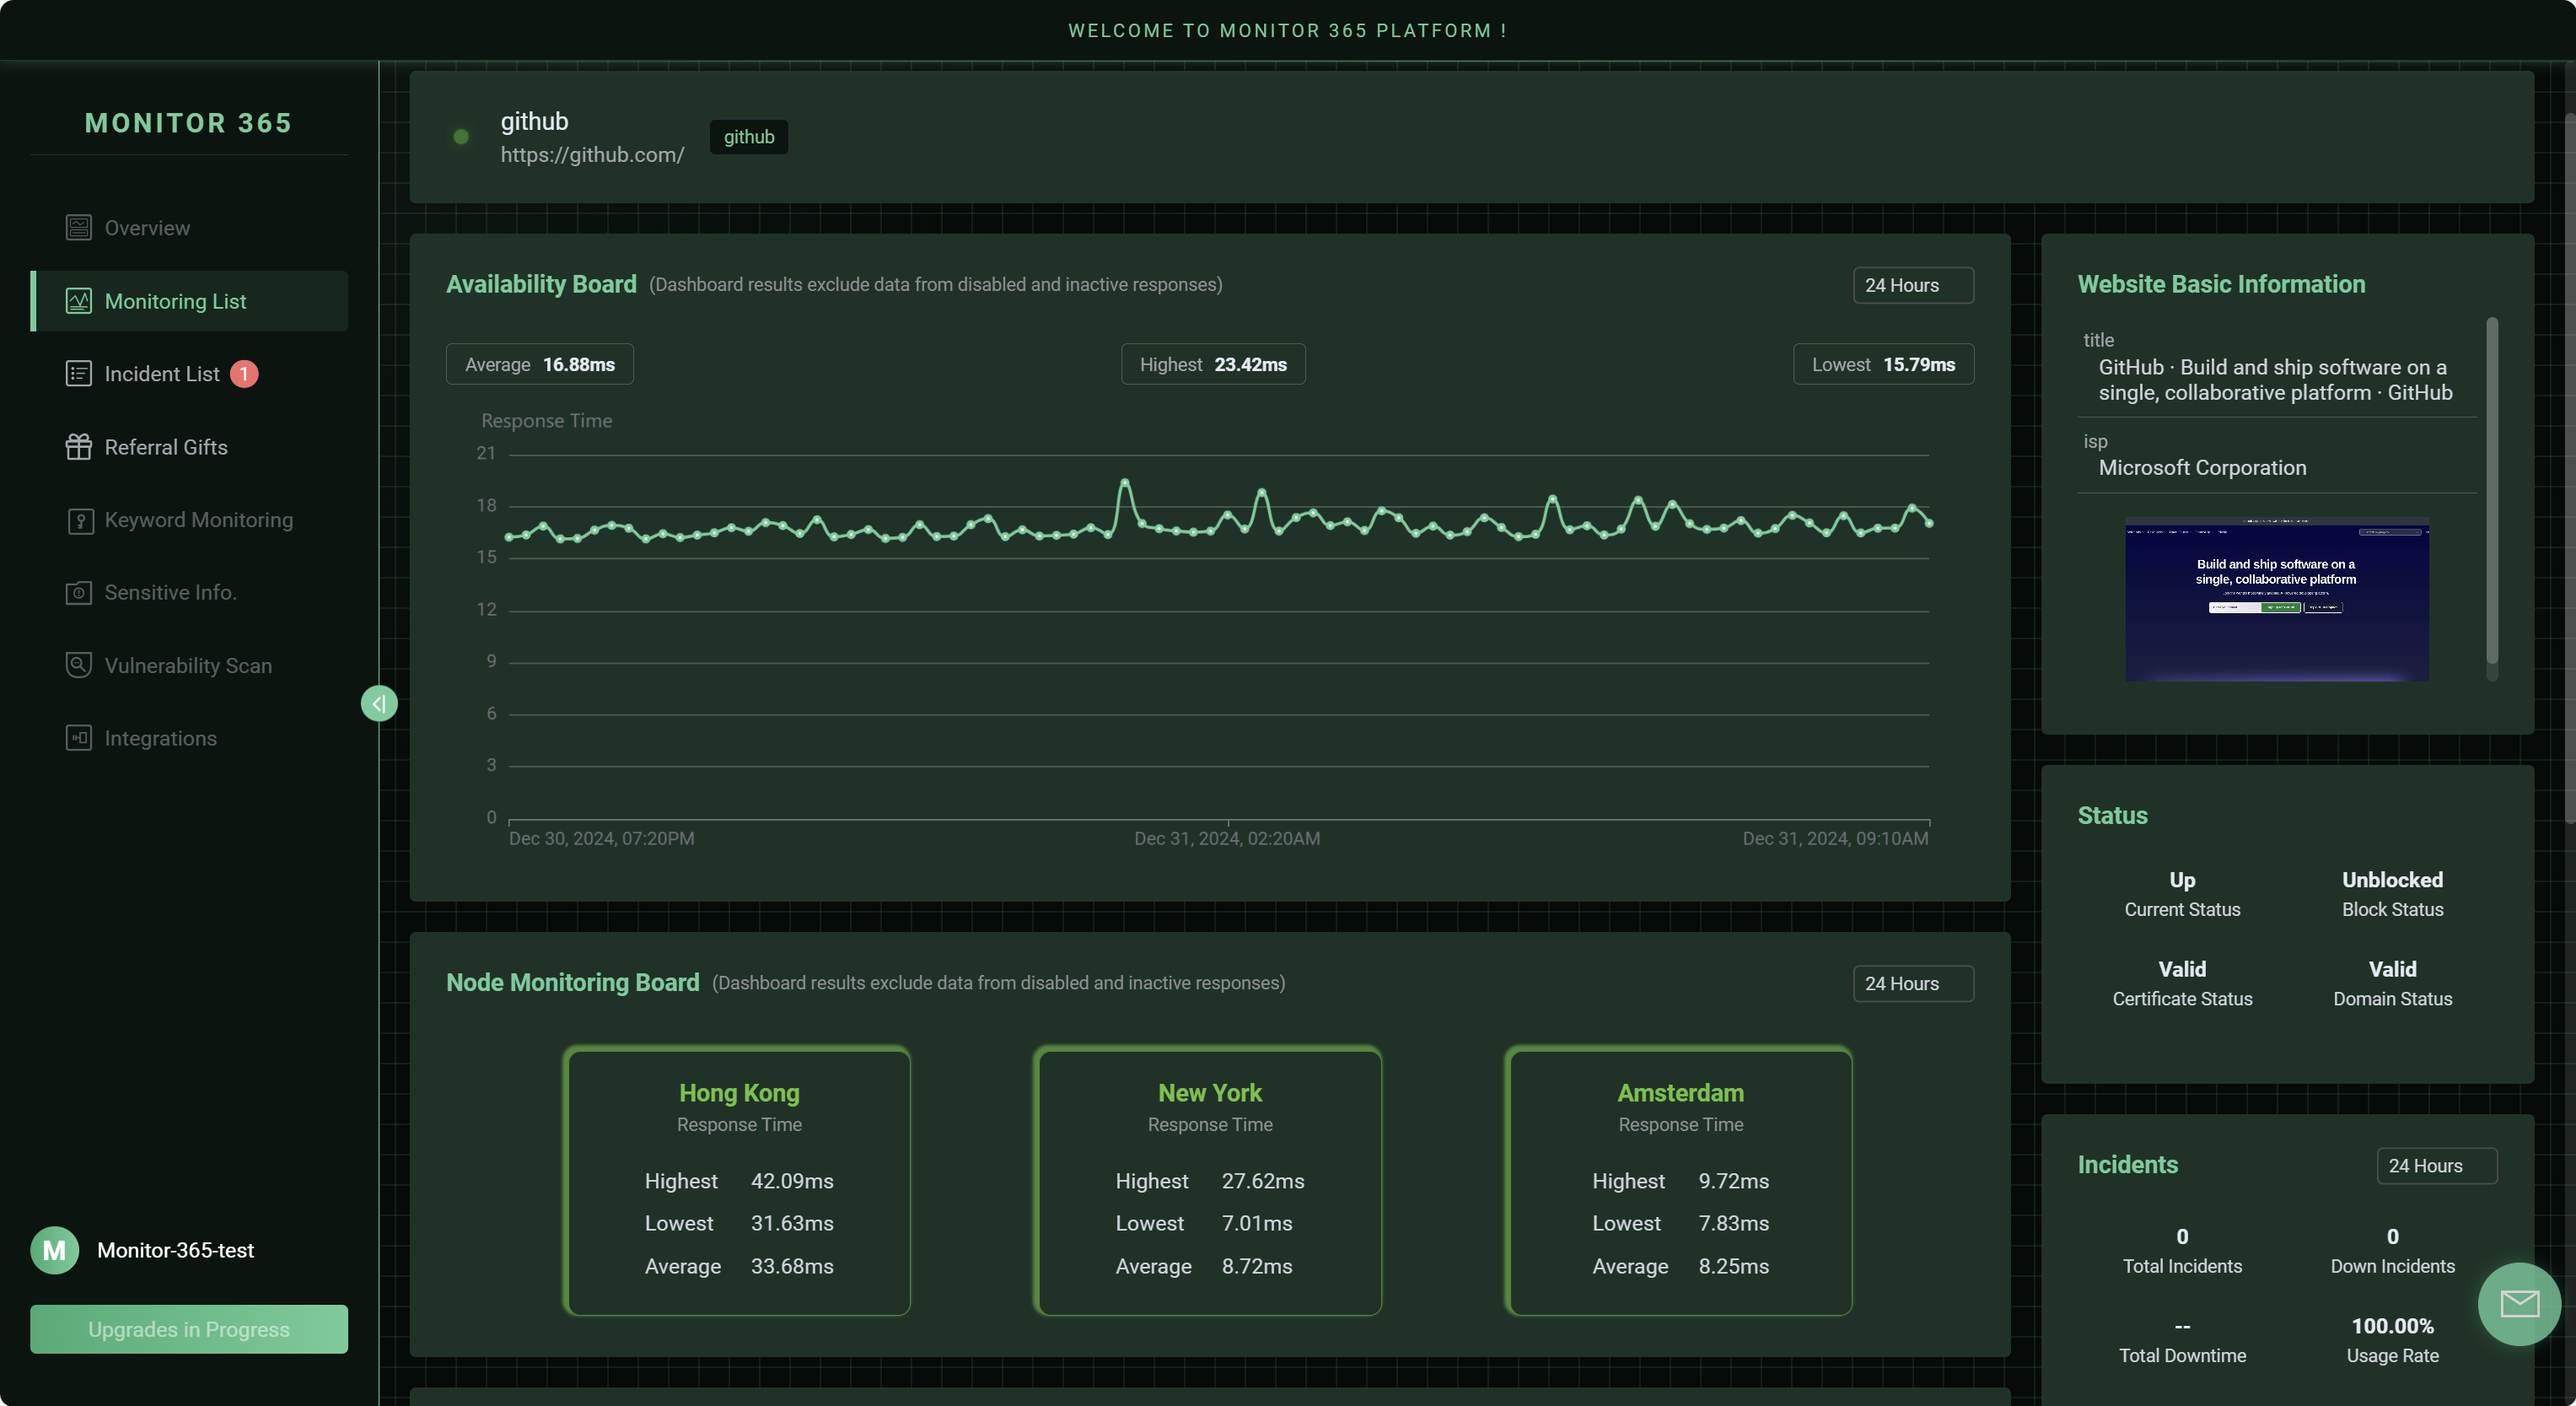 WELCOME TO MONITOR 365 PLATFORM !
MONITOR 365
Overview
Monitoring List
Incident List 1
Referral Gifts
Keyword Monitoring
Sensitive Info.
Vulnerability Scan
Integrations
M Monitor-365-test
Upgrades in Progress
github
https://github.com/
github
Availability Board (Dashboard results exclude data from disabled and inactive responses)
24 Hours
Average 16.88ms
Highest 23.42ms
Lowest 15.79ms
Response Time
21
18
15
12
9
6
3
0
Dec 30, 2024, 07:20PM
Dec 31, 2024, 02:20AM
Dec 31, 2024, 09:10AM
Node Monitoring Board (Dashboard results exclude data from disabled and inactive responses)
24 Hours
Hong Kong
Response Time
Highest 42.09ms
Lowest 31.63ms
Average 33.68ms
New York
Response Time
Highest 27.62ms
Lowest 7.01ms
Average 8.72ms
Amsterdam
Response Time
Highest 9.72ms
Lowest 7.83ms
Average 8.25ms
Website Basic Information
title
GitHub · Build and ship software on a
single, collaborative platform · GitHub
isp
Microsoft Corporation
Build and ship software on a
single, collaborative platform
Status
Up
Current Status
Unblocked
Block Status
Valid
Certificate Status
Valid
Domain Status
Incidents
24 Hours
0
Total Incidents
0
Down Incidents
--
Total Downtime
100.00%
Usage Rate